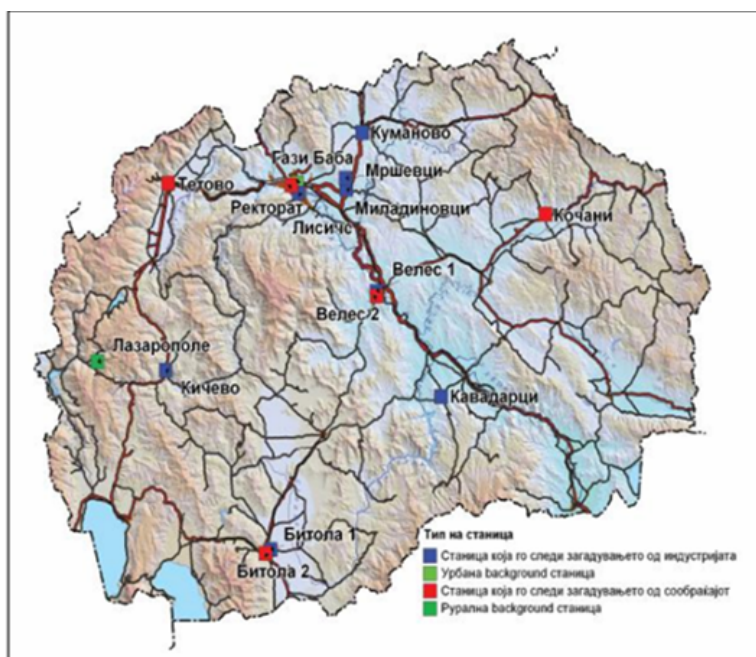 Куманово
Гази Баба
Мршевци
Тетово
Ректорат
Миладиновци
Кочани
Лисичс
Велес 1
Велес 2
Лазарополе
Кичево
Кавадарци
Битола 1
Битола 2
Тип на станица
Станица која го следи загадувањето од индустријата
Урбана background станица
Станица која го следи загадувањето од сообраќајот
Рурална background станица